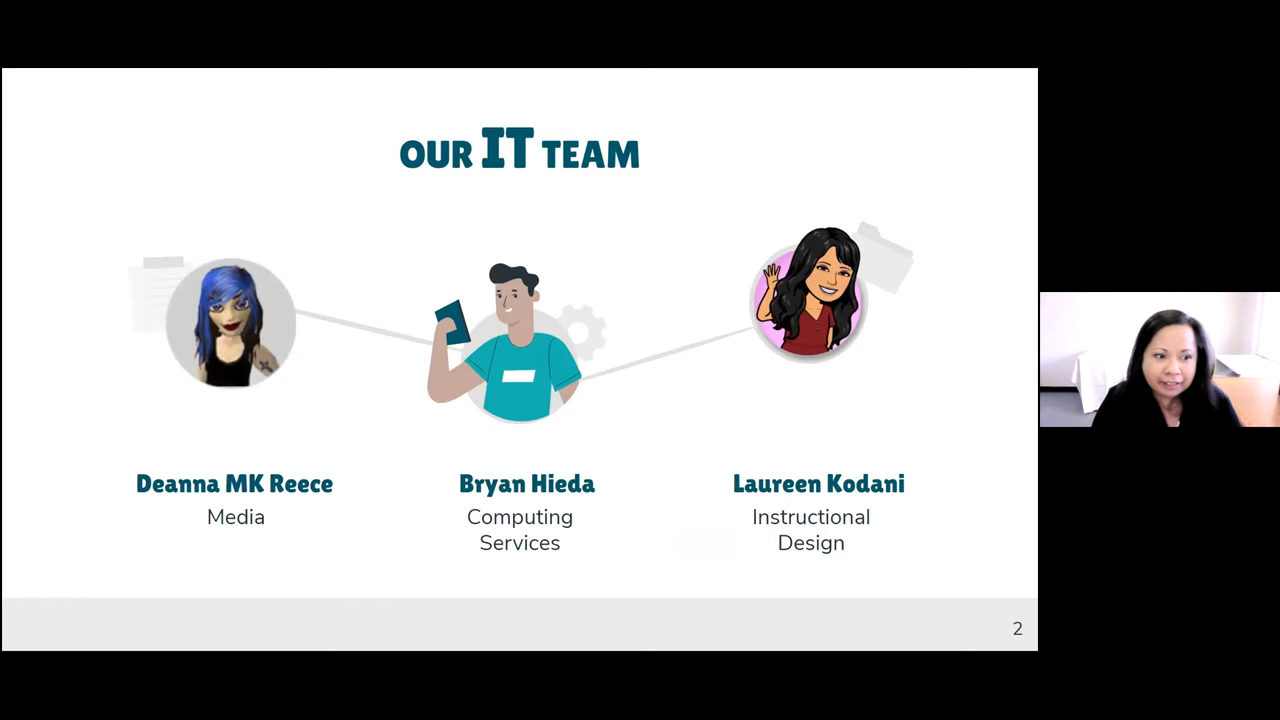 OUR IT TEAM
Deanna MK Reece
Media
Bryan Hieda
Computing
Services
Laureen Kodani
Instructional
Design
2